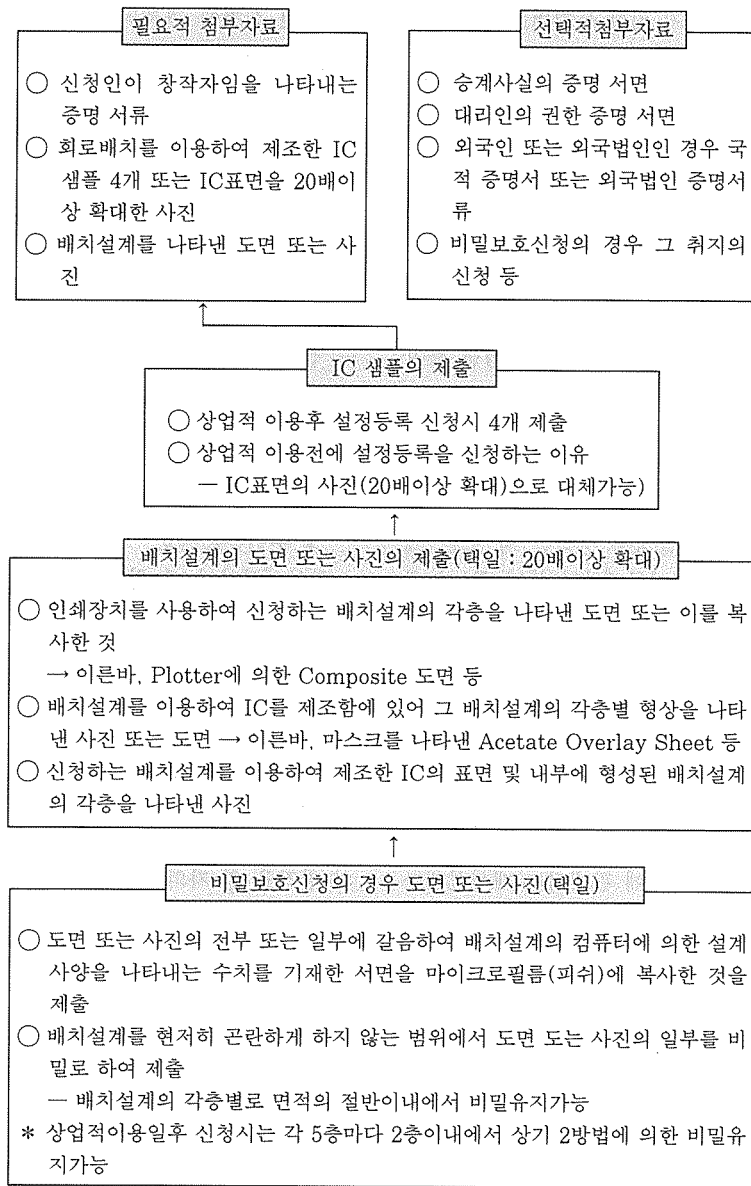 필요적 첨부자료
○ 신청인이 창작자임을 나타내는
증명 서류
○ 회로배치를 이용하여 제조한 IC
샘플 4개 또는 IC표면을 20배이
상 확대한 사진
○ 배치설계를 나타낸 도면 또는 사
진
선택적첨부자료
○ 승계사실의 증명 서면
○ 대리인의 권한 증명 서면
○ 외국인 또는 외국법인인 경우 국
적 증명서 또는 외국법인 증명서
류
○ 비밀보호신청의 경우 그 취지의
신청 등
↑
IC 샘플의 제출
○ 상업적 이용후 설정등록 신청시 4개 제출
○ 상업적 이용전에 설정등록을 신청하는 이유
— IC표면의 사진(20배이상 확대)으로 대체가능)
↑
배치설계의 도면 또는 사진의 제출(택일 : 20배이상 확대)
○ 인쇄장치를 사용하여 신청하는 배치설계의 각층을 나타낸 도면 또는 이를 복
사한 것
→ 이른바, Plotter에 의한 Composite 도면 등
○ 배치설계를 이용하여 IC를 제조함에 있어 그 배치설계의 각층별 형상을 나타
낸 사진 또는 도면 → 이른바, 마스크를 나타낸 Acetate Overlay Sheet 등
○ 신청하는 배치설계를 이용하여 제조한 IC의 표면 및 내부에 형성된 배치설계
의 각층을 나타낸 사진
↑
비밀보호신청의 경우 도면 또는 사진(택일)
○ 도면 또는 사진의 전부 또는 일부에 갈음하여 배치설계의 컴퓨터에 의한 설계
사양을 나타내는 수치를 기재한 서면을 마이크로필름(피쉬)에 복사한 것을
제출
○ 배치설계를 현저히 곤란하게 하지 않는 범위에서 도면 도는 사진의 일부를 비
밀로 하여 제출
— 배치설계의 각층별로 면적의 절반이내에서 비밀유지가능
* 상업적이용일후 신청시는 각 5층마다 2층이내에서 상기 2방법에 의한 비밀유
지가능